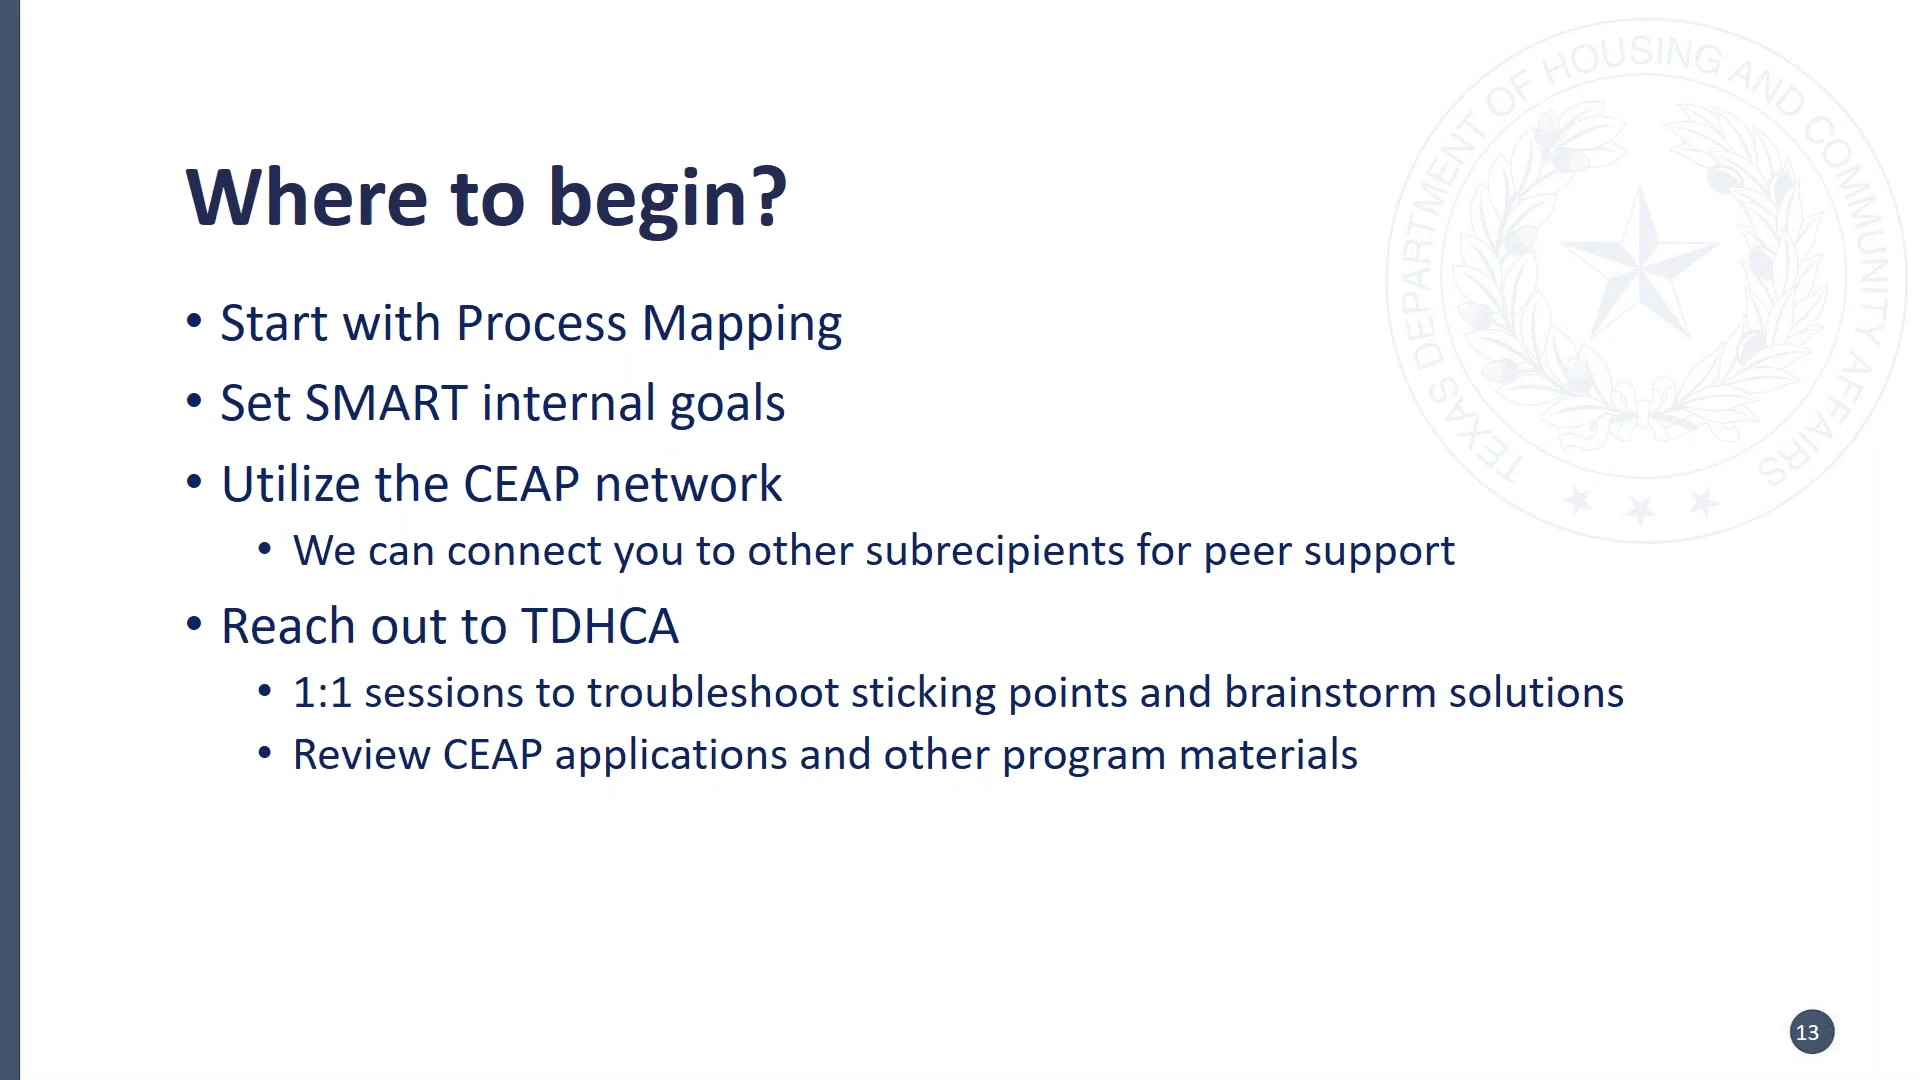 TEXAS DEPARTMENT OF HOUSING AND COMMUNITY AFFAIRS
Where to begin?
• Start with Process Mapping
• Set SMART internal goals
• Utilize the CEAP network
• We can connect you to other subrecipients for peer support
• Reach out to TDHCA
• 1:1 sessions to troubleshoot sticking points and brainstorm solutions
• Review CEAP applications and other program materials
13